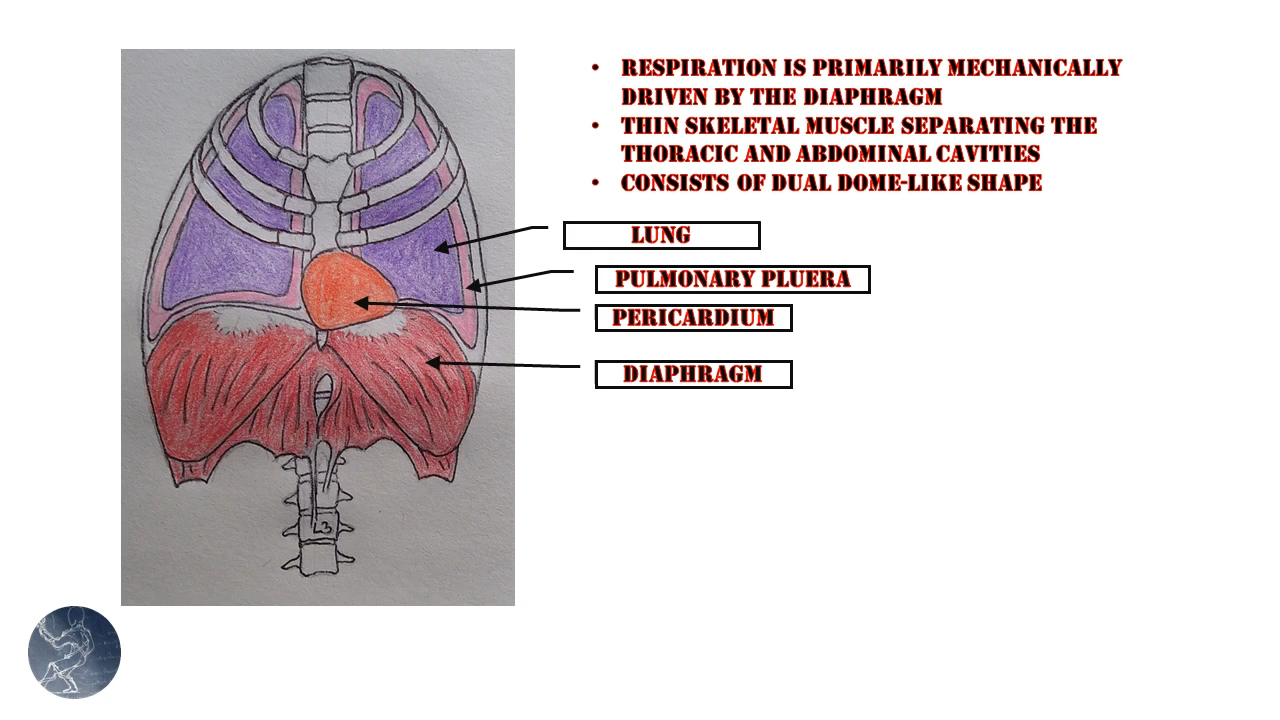 • RESPIRATION IS PRIMARILY MECHANICALLY
DRIVEN BY THE DIAPHRAGM
• THIN SKELETAL MUSCLE SEPARATING THE
THORACIC AND ABDOMINAL CAVITIES
• CONSISTS OF DUAL DOME-LIKE SHAPE
LUNG
PULMONARY PLUERA
PERICARDIUM
DIAPHRAGM
L3